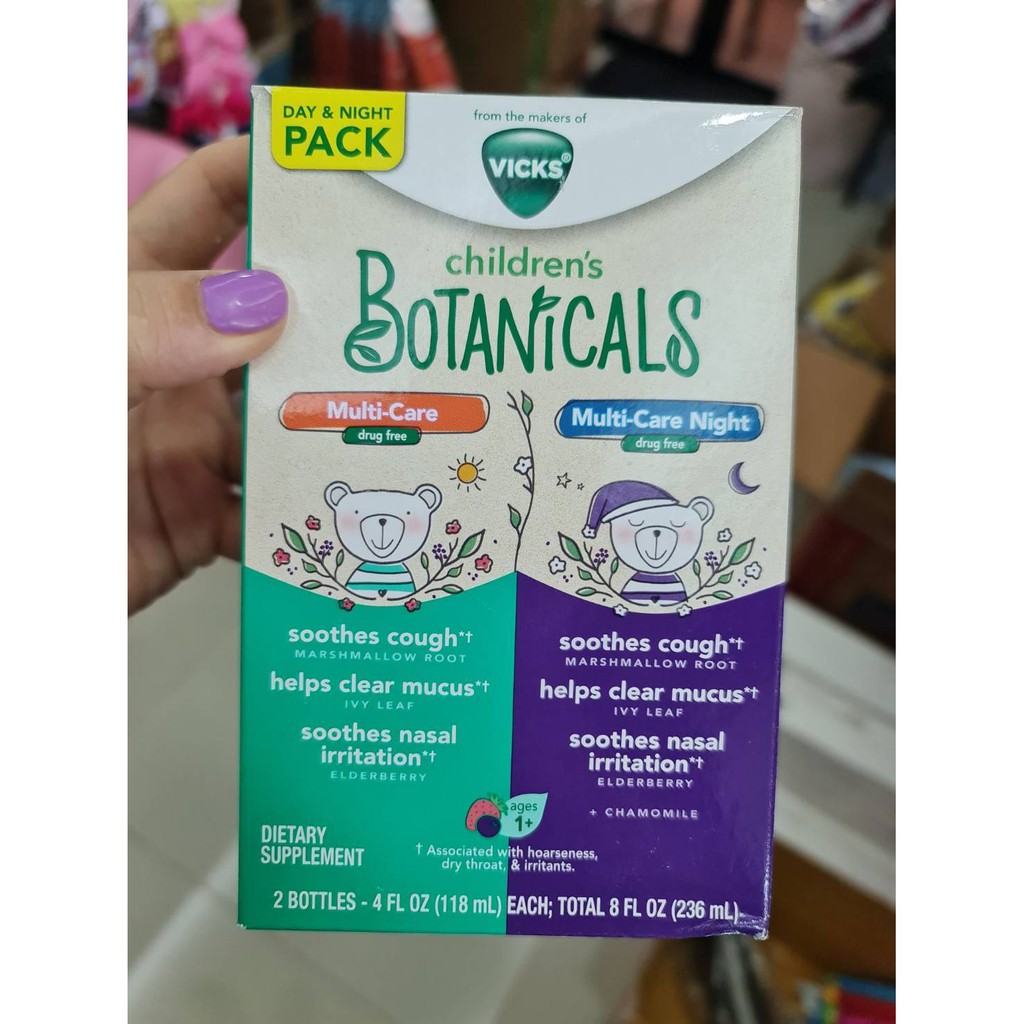 DAY & NIGHT
PACK
from the makers of
VICKS®
children's
BOTANICALS
Multi-Care
drug free
Multi-Care Night
drug free
soothes cough*†
MARSHMALLOW ROOT
helps clear mucus*†
IVY LEAF
soothes nasal
irritation*†
ELDERBERRY
soothes cough*†
MARSHMALLOW ROOT
helps clear mucus*†
IVY LEAF
soothes nasal
irritation*†
ELDERBERRY
+ CHAMOMILE
ages
1+
DIETARY
SUPPLEMENT
† Associated with hoarseness,
dry throat, & irritants.
2 BOTTLES - 4 FL OZ (118 mL) EACH; TOTAL 8 FL OZ (236 mL)